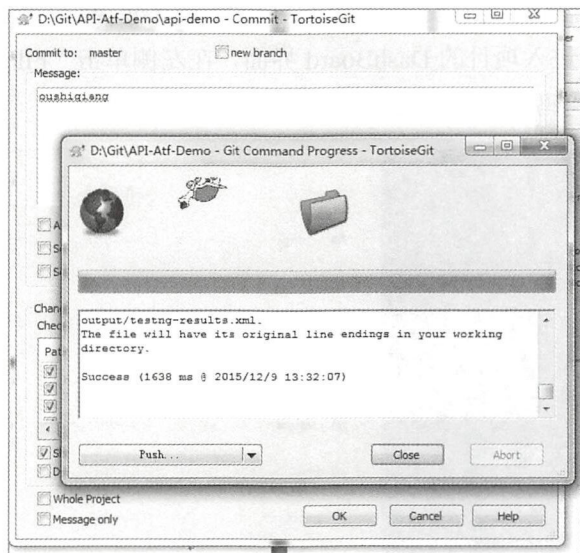 D:\Git\API-Atf-Demo\api-demo - Commit - TortoiseGit
Commit to: master
new branch
Message:
oushiqiang
D:\Git\API-Atf-Demo - Git Command Progress - TortoiseGit
output/testng-results.xml.
The file will have its original line endings in your working
directory.
Success (1638 ms @ 2015/12/9 13:32:07)
Push...
Close
Abort
Whole Project
Message only
OK
Cancel
Help